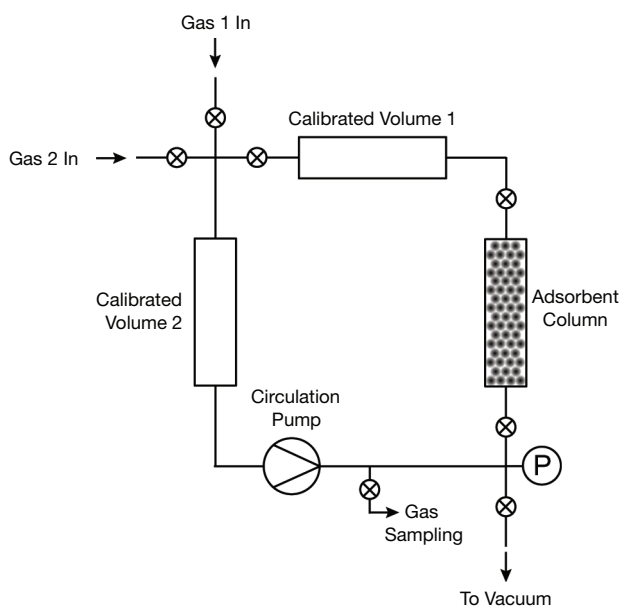 Gas 1 In
Calibrated Volume 1
Gas 2 In
Calibrated
Volume 2
Adsorbent
Column
Circulation
Pump
P
Gas
Sampling
To Vacuum